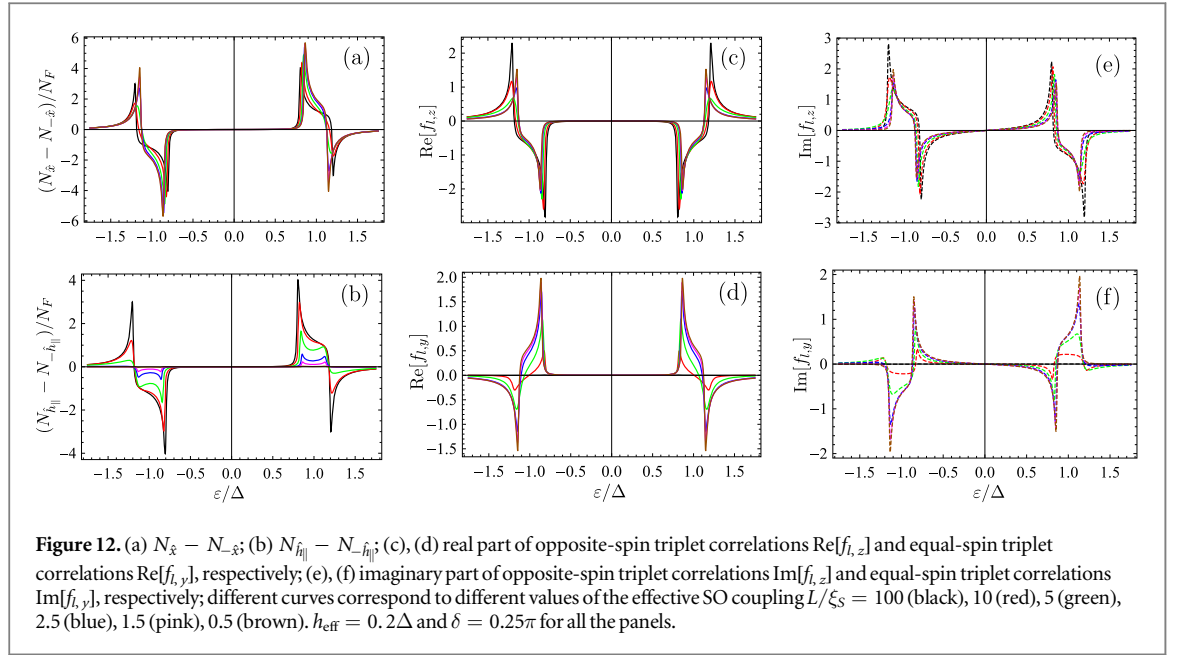 6
4
2
0
−2
−4
6
(N_x̂ − N_−x̂)/N_F
(a)
−1.5 −1.0 −0.5 0.0 0.5 1.0 1.5
2
1
0
−1
−2
Re[f_l,z]
(c)
−1.5 −1.0 −0.5 0.0 0.5 1.0 1.5
3
2
1
0
−1
−2
−3
Im[f_l,z]
(e)
−1.5 −1.0 −0.5 0.0 0.5 1.0 1.5
4
2
0
−2
−4
(N_ĥ∥ − N_−ĥ∥)/N_F
(b)
−1.5 −1.0 −0.5 0.0 0.5 1.0 1.5
ε/Δ
2.0
1.5
1.0
0.5
0.0
−0.5
−1.0
−1.5
Re[f_l,y]
(d)
−1.5 −1.0 −0.5 0.0 0.5 1.0 1.5
ε/Δ
2
1
0
−1
−2
Im[f_l,y]
(f)
−1.5 −1.0 −0.5 0.0 0.5 1.0 1.5
ε/Δ
Figure 12. (a) N_x̂ − N_−x̂; (b) N_ĥ∥ − N_−ĥ∥; (c), (d) real part of opposite-spin triplet correlations Re[f_l, z] and equal-spin triplet
correlations Re[f_l, y], respectively; (e), (f) imaginary part of opposite-spin triplet correlations Im[f_l, z] and equal-spin triplet correlations
Im[f_l, y], respectively; different curves correspond to different values of the effective SO coupling L/ξ_S = 100 (black), 10 (red), 5 (green),
2.5 (blue), 1.5 (pink), 0.5 (brown). h_eff = 0. 2Δ and δ = 0.25π for all the panels.